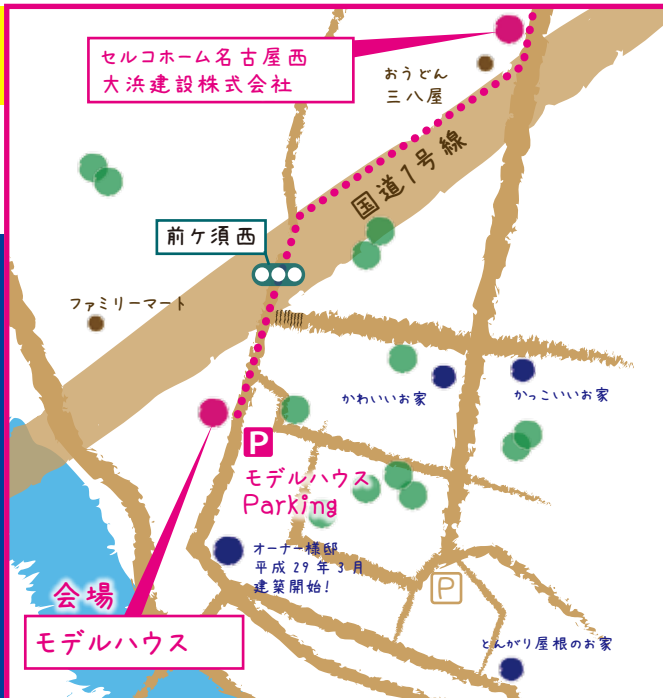 セルコホーム名古屋西
大浜建設株式会社
おうどん
三八屋
国道1号線
前ケ須西
ファミリーマート
かわいいお家
かっこいいお家
P
モデルハウス
Parking
オーナー様邸
平成29年3月
建築開始!
P
会場
モデルハウス
とんがり屋根のお家